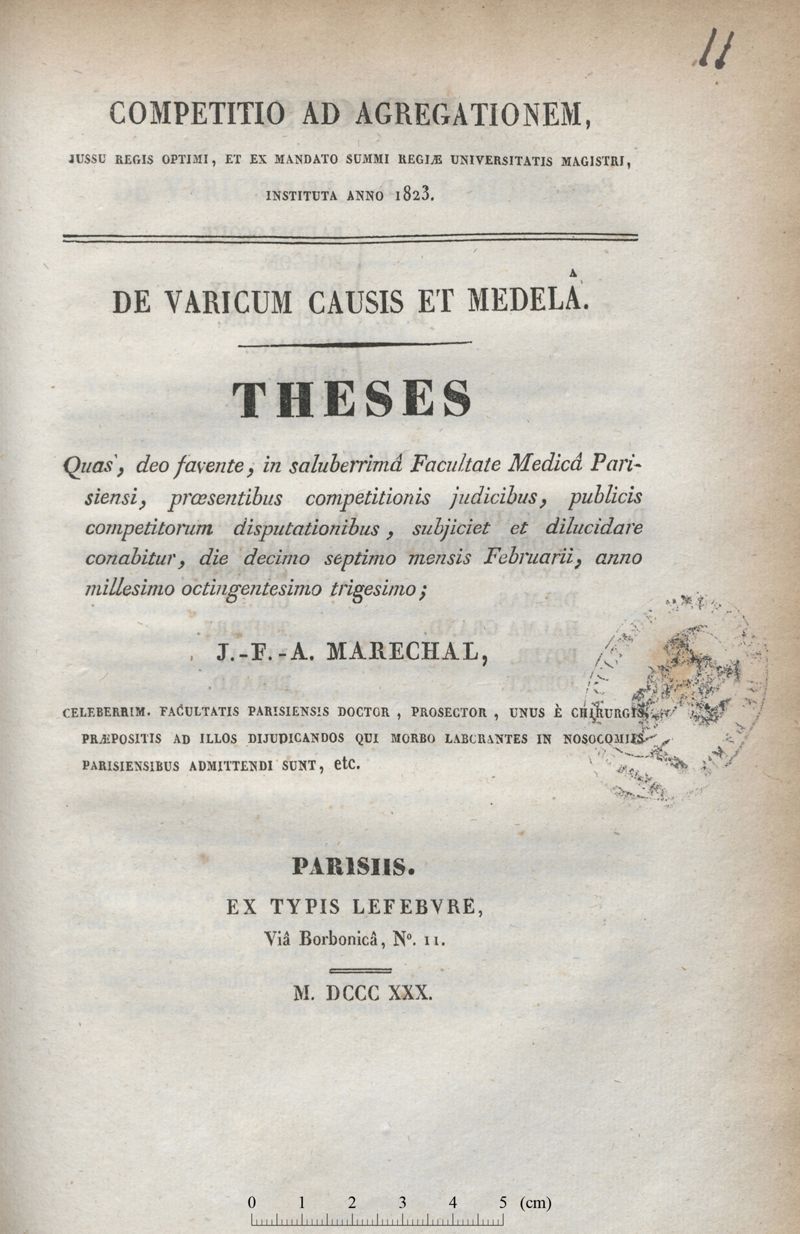 11
COMPETITIO AD AGREGATIONEM,
JUSSU REGIS OPTIMI, ET EX MANDATO SUMMI REGIÆ UNIVERSITATIS MAGISTRI,
INSTITUTA ANNO 1823.
DE VARICUM CAUSIS ET MEDELÂ.
THESES
Quas, deo favente, in saluberrimâ Facultate Medicâ Pari-
siensi, præsentibus competitionis judicibus, publicis
competitorum disputationibus, subjiciet et dilucidare
conabitur, die decimo septimo mensis Februarii, anno
millesimo octingentesimo trigesimo;
J.-F.-A. MARECHAL,
CELEBERRIM. FACULTATIS PARISIENSIS DOCTOR, PROSECTOR, UNUS È CHIRURGIS
PRÆPOSITIS AD ILLOS DIJUDICANDOS QUI MORBO LABORANTES IN NOSOCOMIIS
PARISIENSIBUS ADMITTENDI SUNT, etc.
PARISIIS.
EX TYPIS LEFEBVRE,
Viâ Borbonicâ, Nº. 11.
M. DCCC XXX.
0 1 2 3 4 5 (cm)